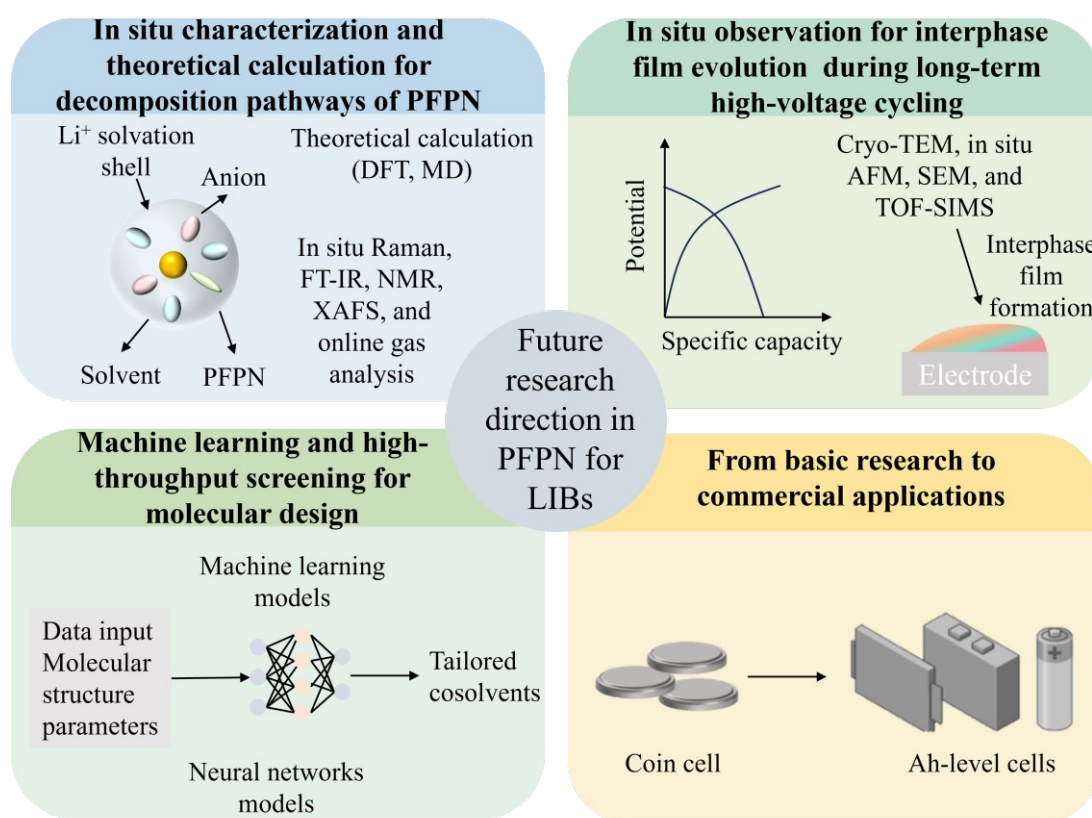 In situ characterization and
theoretical calculation for
decomposition pathways of PFPN
Li⁺ solvation
shell
Anion
Theoretical calculation
(DFT, MD)
In situ Raman,
FT-IR, NMR,
XAFS, and
online gas
analysis
Solvent
PFPN
In situ observation for interphase
film evolution during long-term
high-voltage cycling
Potential
Specific capacity
Cryo-TEM, in situ
AFM, SEM, and
TOF-SIMS
Interphase
film
formation
Electrode
Future
research
direction in
PFPN for
LIBs
Machine learning and high-
throughput screening for
molecular design
Machine learning
models
Data input
Molecular
structure
parameters
Tailored
cosolvents
Neural networks
models
From basic research to
commercial applications
+
Coin cell
Ah-level cells